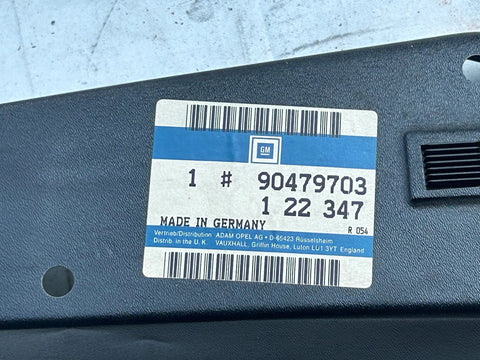 GM
1 # 90479703
1 22 347
MADE IN GERMANY
R 054
Vertrieb/Distribution ADAM OPEL AG • D-65423 Rüsselsheim
Distrib. in the U. K. VAUXHALL, Griffin House, Luton LU1 3YT England